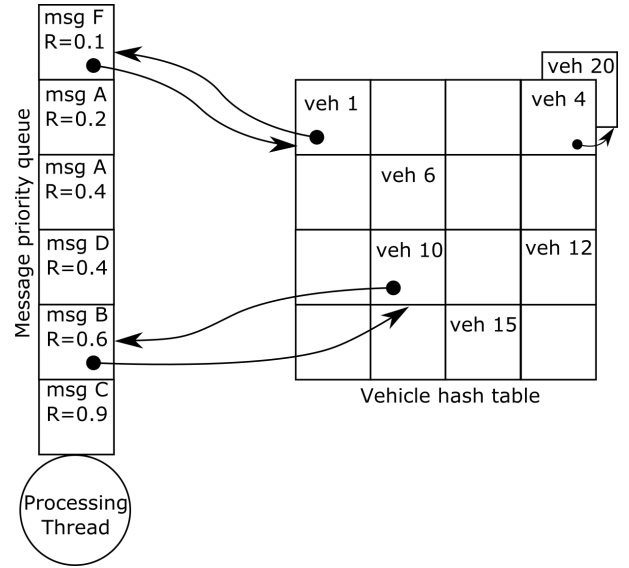 Message priority queue
msg F
R=0.1
msg A
R=0.2
msg A
R=0.4
msg D
R=0.4
msg B
R=0.6
msg C
R=0.9
Processing
Thread
veh 1
veh 4
veh 20
veh 6
veh 10
veh 12
veh 15
Vehicle hash table